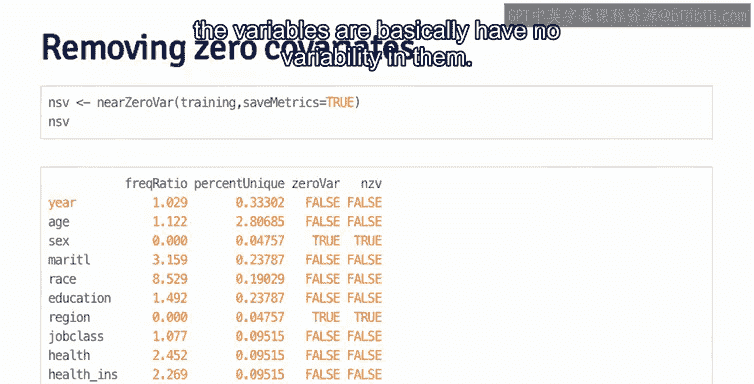 the variables are basically have no
variability in them.
Removing zero covariates
nsv <- nearZeroVar(training,saveMetrics=TRUE)
nsv
freqRatio percentUnique zeroVar nzv
year 1.029 0.33302 FALSE FALSE
age 1.122 2.80685 FALSE FALSE
sex 0.000 0.04757 TRUE TRUE
maritl 3.159 0.23787 FALSE FALSE
race 8.529 0.19029 FALSE FALSE
education 1.492 0.23787 FALSE FALSE
region 0.000 0.04757 TRUE TRUE
jobclass 1.077 0.09515 FALSE FALSE
health 2.452 0.09515 FALSE FALSE
health_ins 2.269 0.09515 FALSE FALSE